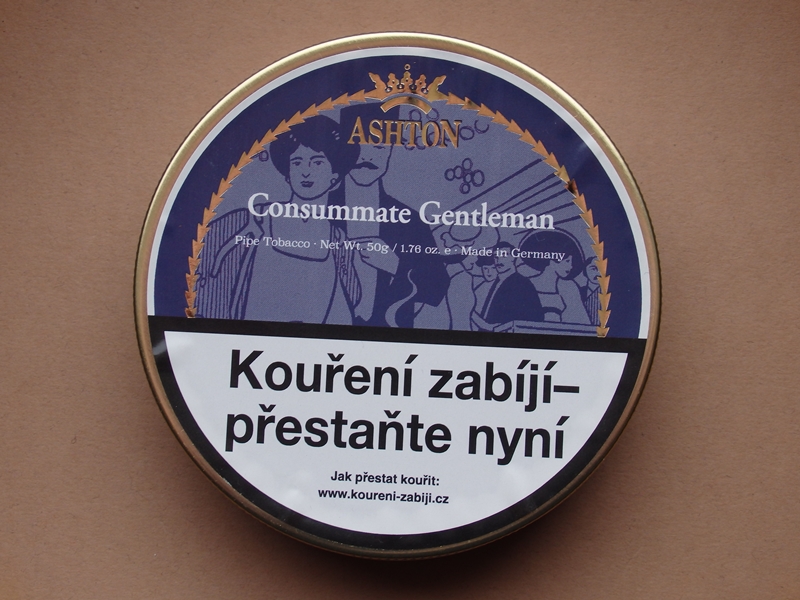 ASHTON
Consummate Gentleman
Pipe Tobacco · Net Wt. 50g / 1.76 oz. e · Made in Germany
Kouření zabíjí–
přestaňte nyní
Jak přestat kouřit:
www.koureni-zabiji.cz